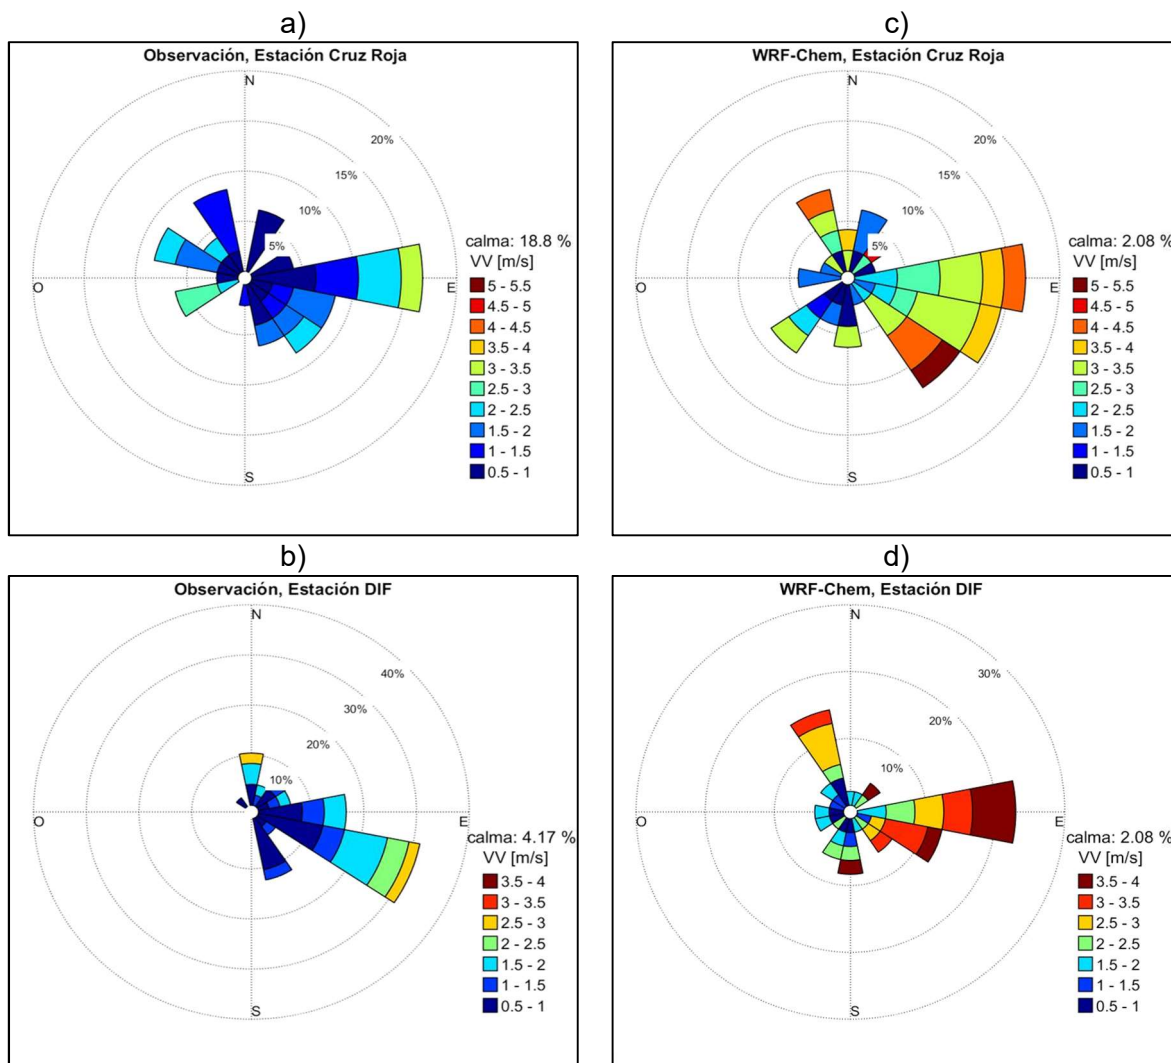 a)
Observación, Estación Cruz Roja
N
20%
15%
10%
5%
O
E
S
calma: 18.8 %
VV [m/s]
5 - 5.5
4.5 - 5
4 - 4.5
3.5 - 4
3 - 3.5
2.5 - 3
2 - 2.5
1.5 - 2
1 - 1.5
0.5 - 1
c)
WRF-Chem, Estación Cruz Roja
N
20%
15%
10%
5%
O
E
S
calma: 2.08 %
VV [m/s]
5 - 5.5
4.5 - 5
4 - 4.5
3.5 - 4
3 - 3.5
2.5 - 3
2 - 2.5
1.5 - 2
1 - 1.5
0.5 - 1
b)
Observación, Estación DIF
N
40%
30%
20%
10%
O
E
S
calma: 4.17 %
VV [m/s]
3.5 - 4
3 - 3.5
2.5 - 3
2 - 2.5
1.5 - 2
1 - 1.5
0.5 - 1
d)
WRF-Chem, Estación DIF
N
30%
20%
10%
O
E
S
calma: 2.08 %
VV [m/s]
3.5 - 4
3 - 3.5
2.5 - 3
2 - 2.5
1.5 - 2
1 - 1.5
0.5 - 1